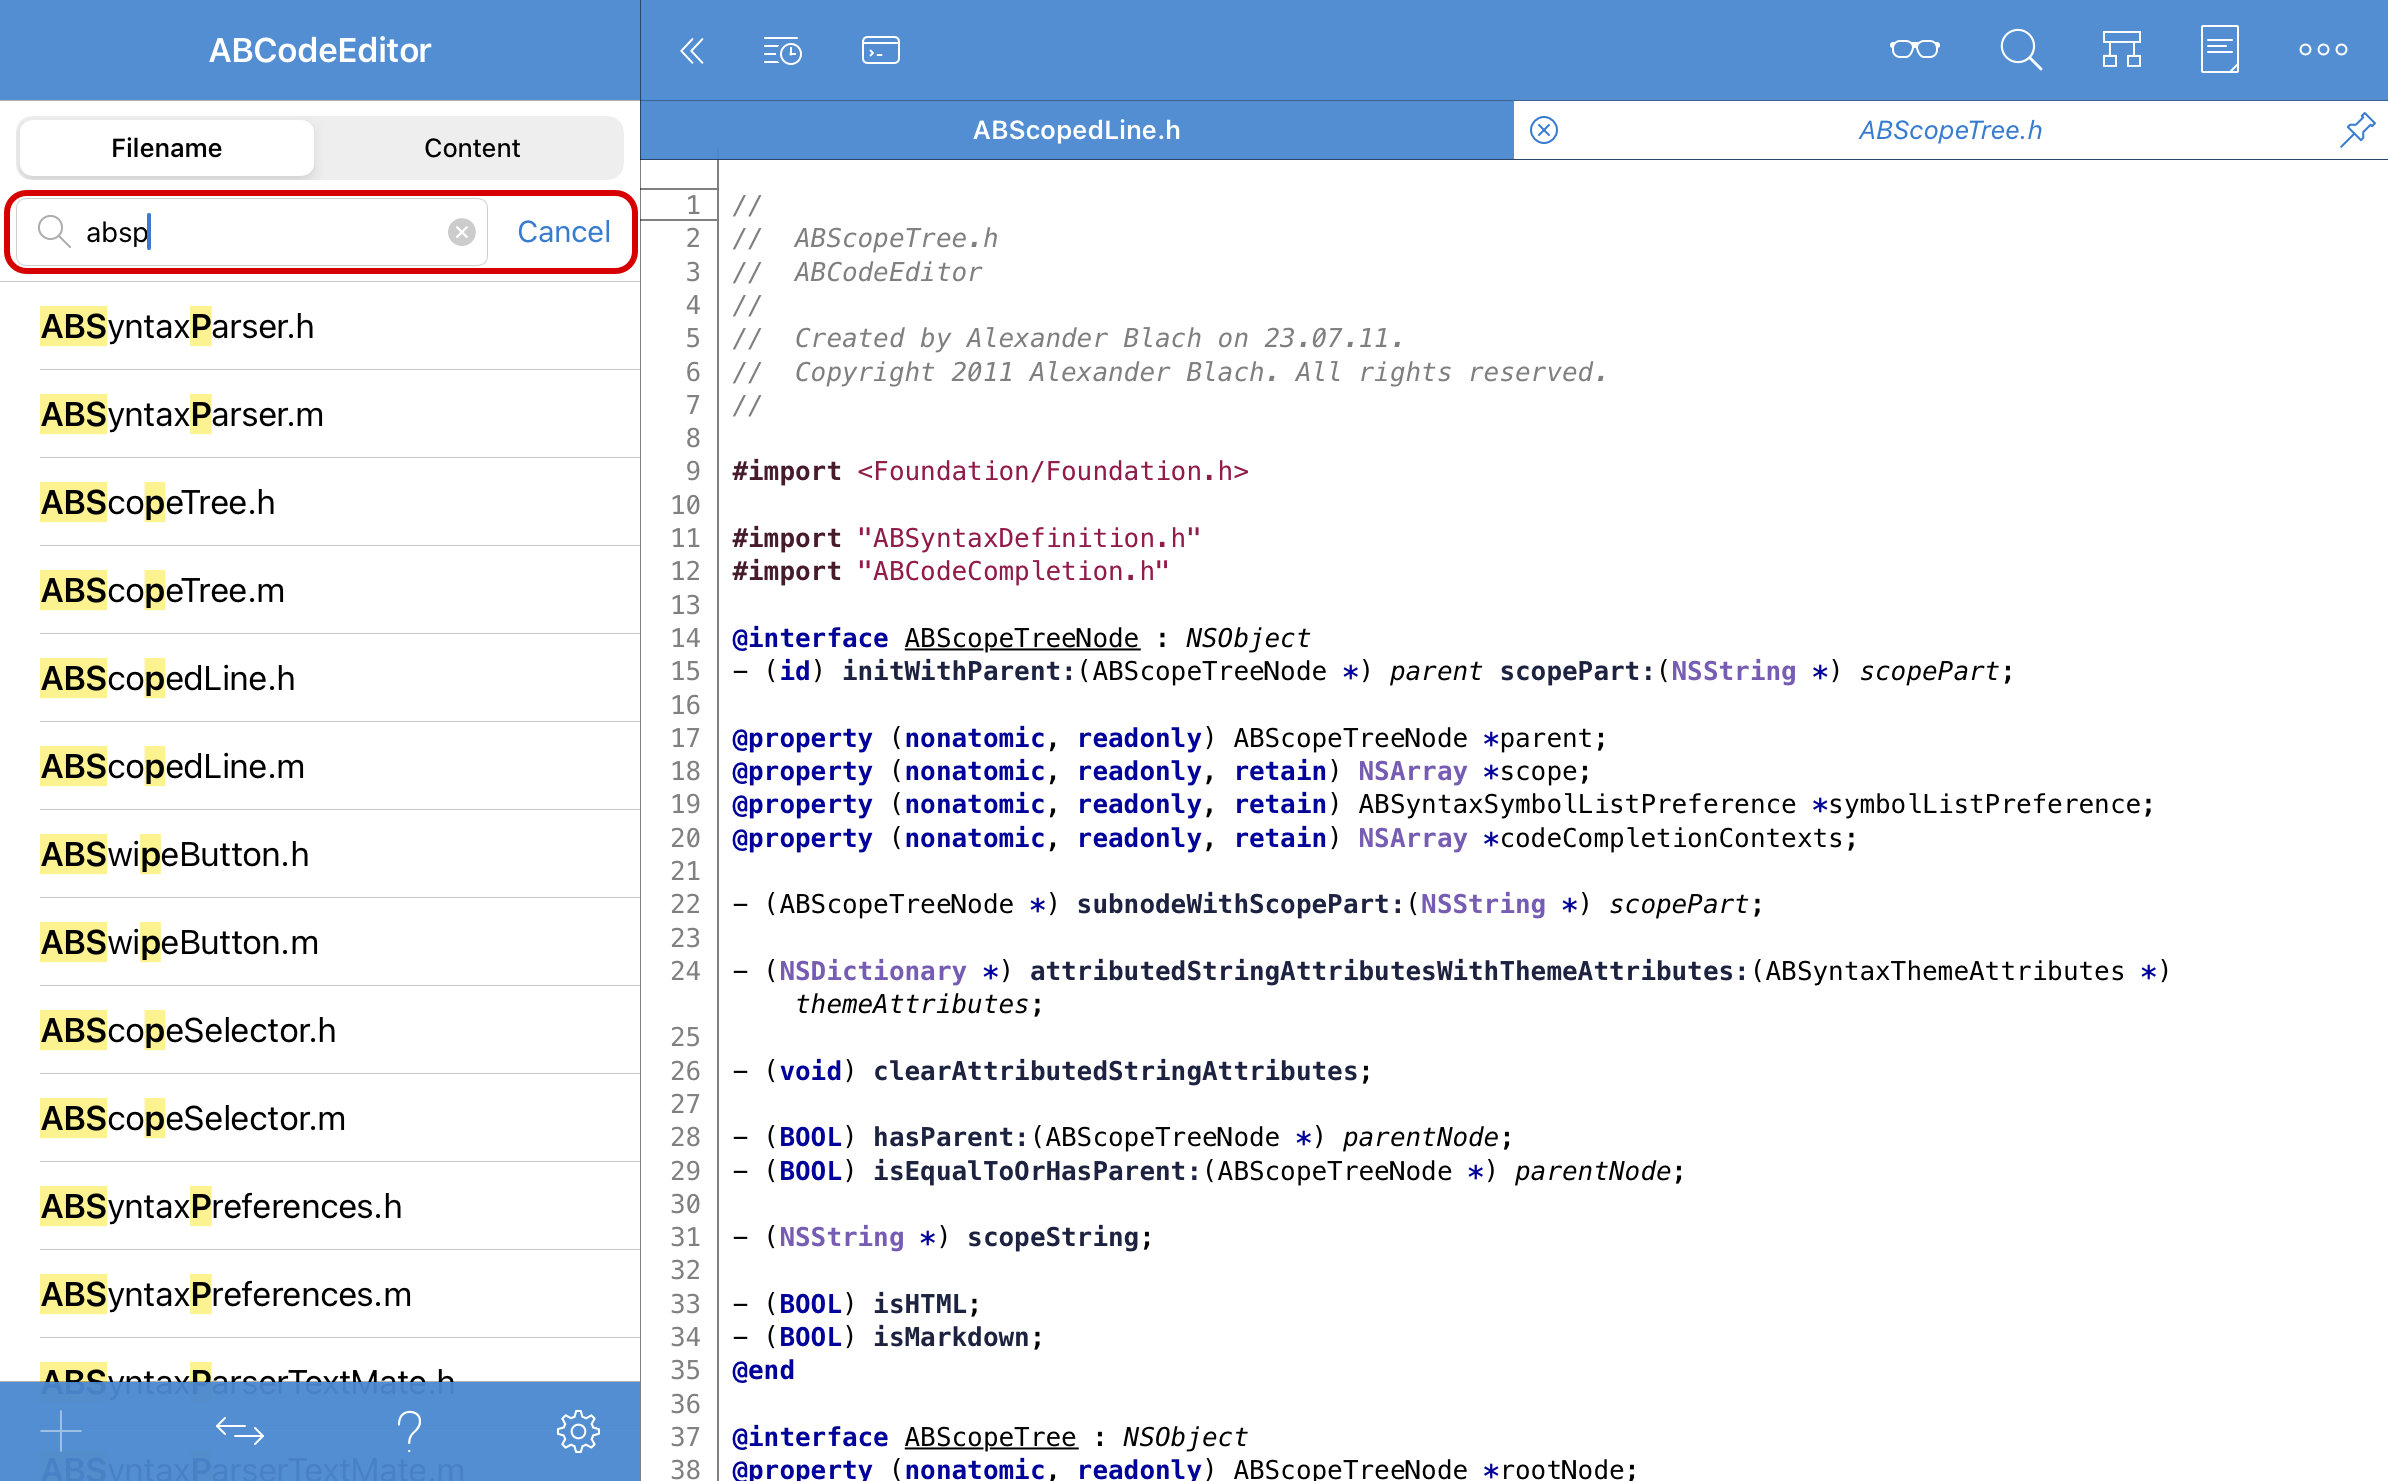 ABCodeEditor
Filename
Content
absp
Cancel
ABSyntaxParser.h
ABSyntaxParser.m
ABScopeTree.h
ABScopeTree.m
ABScopedLine.h
ABScopedLine.m
ABSwipeButton.h
ABSwipeButton.m
ABScopeSelector.h
ABScopeSelector.m
ABSyntaxPreferences.h
ABSyntaxPreferences.m
ABSyntaxParserTextMate.h
ABSyntaxParserTextMate.m
ABScopedLine.h
ABScopeTree.h
1 //
2 //  ABScopeTree.h
3 //  ABCodeEditor
4 //
5 //  Created by Alexander Blach on 23.07.11.
6 //  Copyright 2011 Alexander Blach. All rights reserved.
7 //
8
9 #import <Foundation/Foundation.h>
10
11 #import "ABSyntaxDefinition.h"
12 #import "ABCodeCompletion.h"
13
14 @interface ABScopeTreeNode : NSObject
15 - (id) initWithParent:(ABScopeTreeNode *) parent scopePart:(NSString *) scopePart;
16
17 @property (nonatomic, readonly) ABScopeTreeNode *parent;
18 @property (nonatomic, readonly, retain) NSArray *scope;
19 @property (nonatomic, readonly, retain) ABSyntaxSymbolListPreference *symbolListPreference;
20 @property (nonatomic, readonly, retain) NSArray *codeCompletionContexts;
21
22 - (ABScopeTreeNode *) subnodeWithScopePart:(NSString *) scopePart;
23
24 - (NSDictionary *) attributedStringAttributesWithThemeAttributes:(ABSyntaxThemeAttributes *)
themeAttributes;
25
26 - (void) clearAttributedStringAttributes;
27
28 - (BOOL) hasParent:(ABScopeTreeNode *) parentNode;
29 - (BOOL) isEqualToOrHasParent:(ABScopeTreeNode *) parentNode;
30
31 - (NSString *) scopeString;
32
33 - (BOOL) isHTML;
34 - (BOOL) isMarkdown;
35 @end
36
37 @interface ABScopeTree : NSObject
38 @property (nonatomic, readonly) ABScopeTreeNode *rootNode;